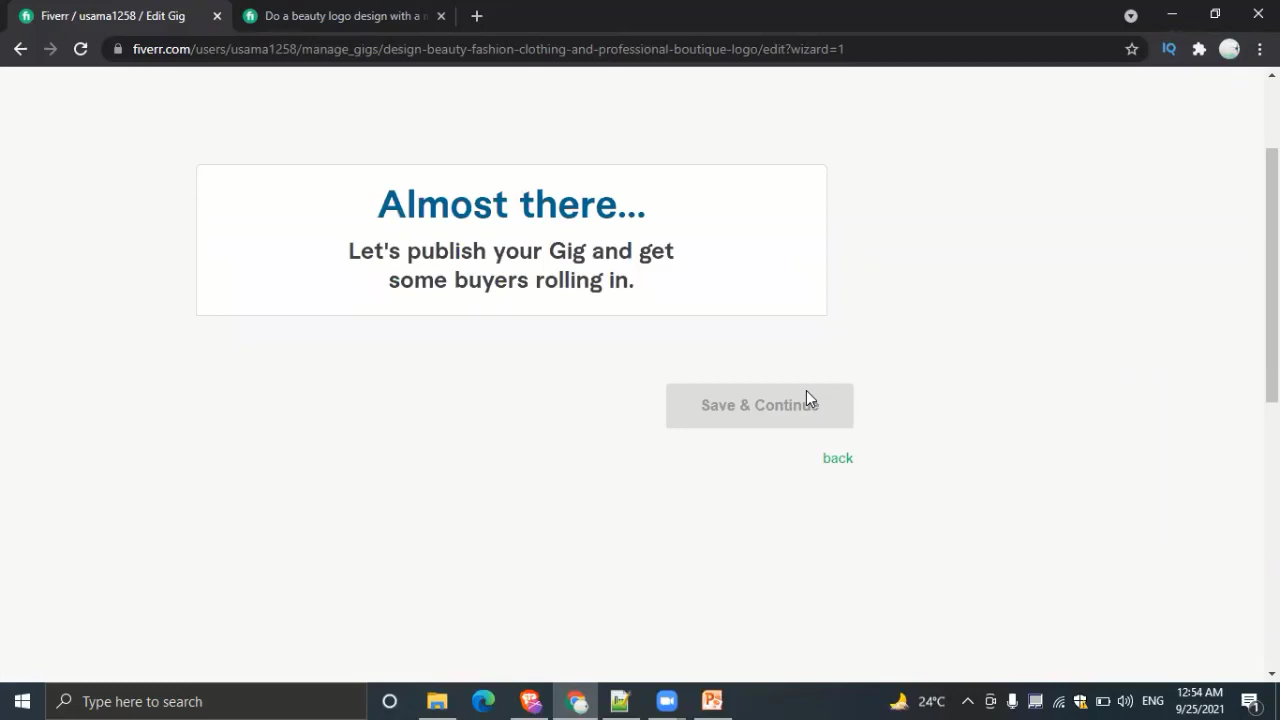 Fiverr / usama1258 / Edit Gig
Do a beauty logo design with a
fiverr.com/users/usama1258/manage_gigs/design-beauty-fashion-clothing-and-professional-boutique-logo/edit?wizard=1
IQ
Almost there...
Let's publish your Gig and get
some buyers rolling in.
Save & Continue
back
Type here to search
24°C
ENG
12:54 AM
9/25/2021
1